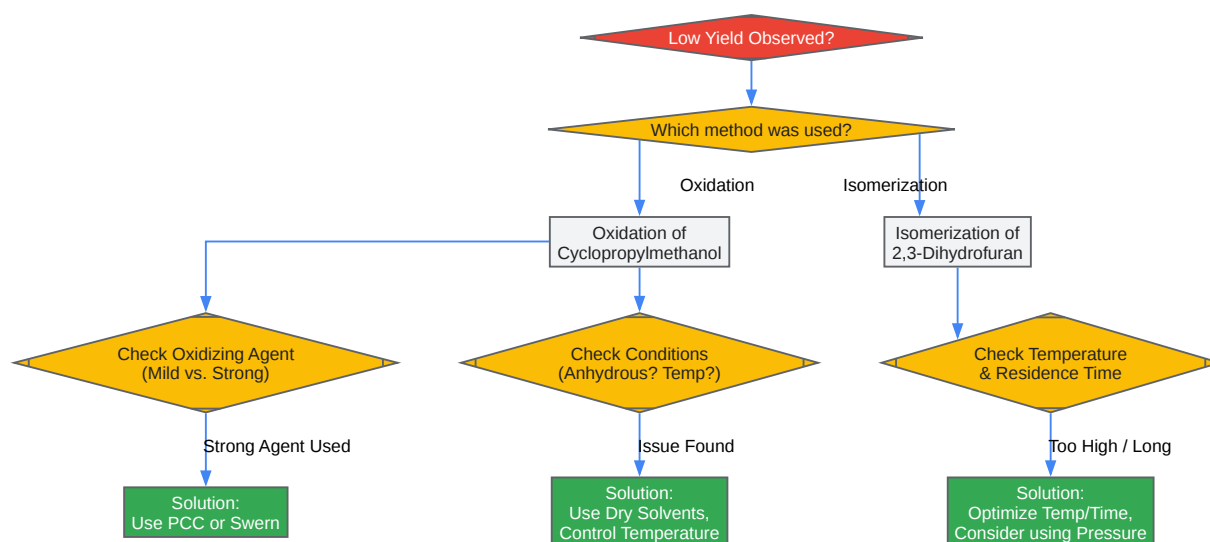 Low Yield Observed?
Which method was used?
Oxidation
Isomerization
Oxidation of
Cyclopropylmethanol
Isomerization of
2,3-Dihydrofuran
Check Oxidizing Agent
(Mild vs. Strong)
Check Conditions
(Anhydrous? Temp?)
Check Temperature
& Residence Time
Strong Agent Used
Issue Found
Too High / Long
Solution:
Use PCC or Swern
Solution:
Use Dry Solvents,
Control Temperature
Solution:
Optimize Temp/Time,
Consider using Pressure